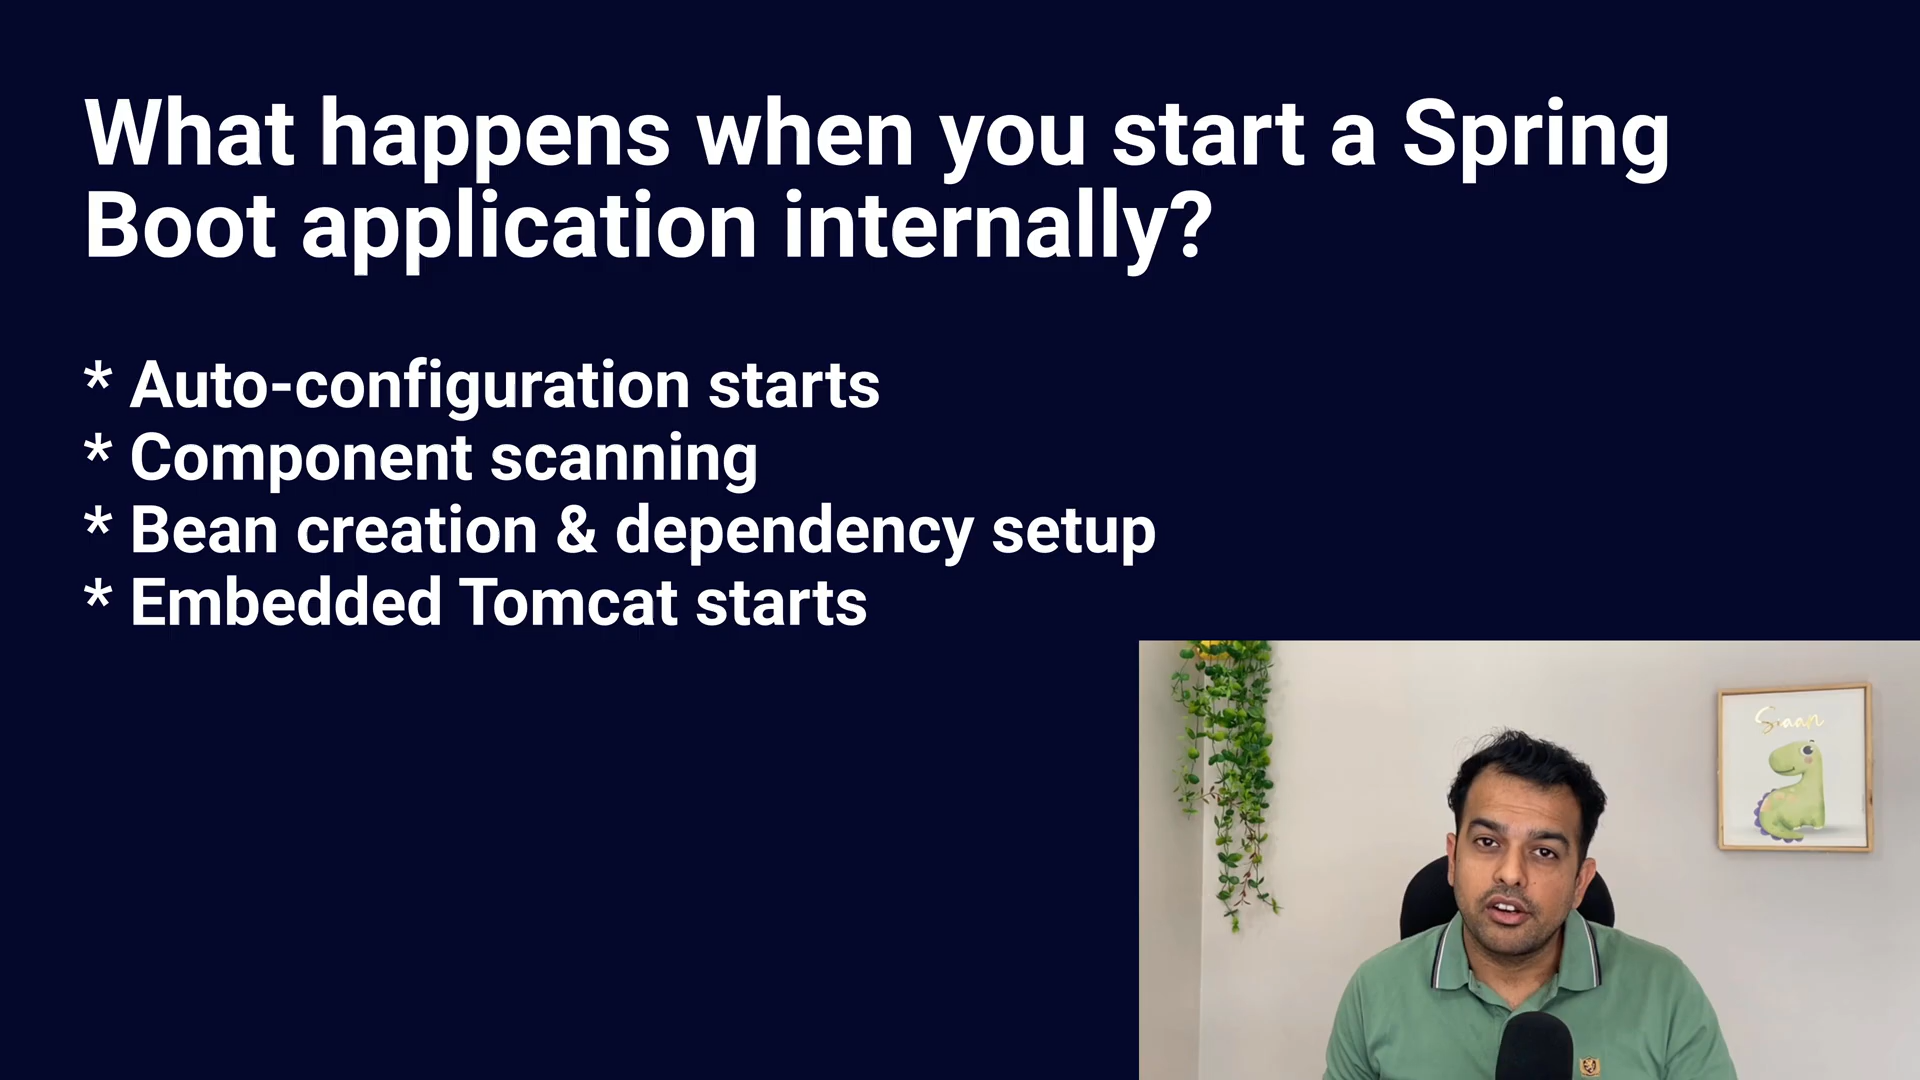 What happens when you start a Spring
Boot application internally?
* Auto-configuration starts
* Component scanning
* Bean creation & dependency setup
* Embedded Tomcat starts